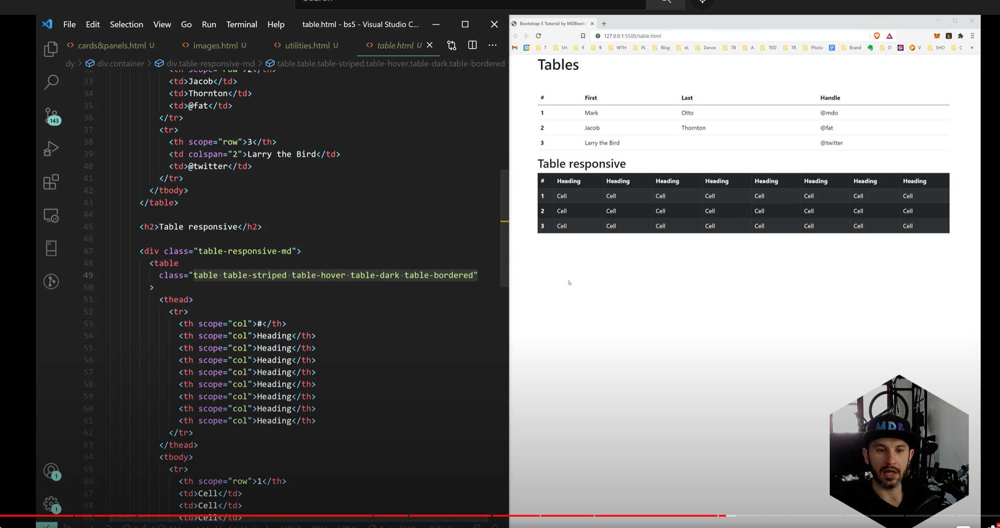 Search
File Edit Selection View Go Run Terminal Help table.html - bs5 - Visual Studio C...
cards&panels.html U images.html U utilities.html U table.html U
dy > div.container > div.table-responsive-md > table.table.table-striped.table-hover.table-dark.table-bordered
32 <th scope="row">2</th>
33 <td>Jacob</td>
34 <td>Thornton</td>
35 <td>@fat</td>
36 </tr>
37 <tr>
38 <th scope="row">3</th>
39 <td colspan="2">Larry the Bird</td>
40 <td>@twitter</td>
41 </tr>
42 </tbody>
43 </table>
44
45 <h2>Table responsive</h2>
46
47 <div class="table-responsive-md">
48 <table
49 class="table table-striped table-hover table-dark table-bordered"
50 >
51 <thead>
52 <tr>
53 <th scope="col">#</th>
54 <th scope="col">Heading</th>
55 <th scope="col">Heading</th>
56 <th scope="col">Heading</th>
57 <th scope="col">Heading</th>
58 <th scope="col">Heading</th>
59 <th scope="col">Heading</th>
60 <th scope="col">Heading</th>
61 <th scope="col">Heading</th>
62 </tr>
63 </thead>
64 <tbody>
65 <tr>
66 <th scope="row">1</th>
67 <td>Cell</td>
68 <td>Cell</td>
69 <td>Cell</td>
143
1
1
Bootstrap 5 Tutorial by MDBoots
127.0.0.1:5500/table.html
T SH € B WTH PL Blog eL Dance TB A TED TR Photo Brand O V SHO C »
Tables
# First Last Handle
1 Mark Otto @mdo
2 Jacob Thornton @fat
3 Larry the Bird @twitter
Table responsive
# Heading Heading Heading Heading Heading Heading Heading Heading
1 Cell Cell Cell Cell Cell Cell Cell Cell
2 Cell Cell Cell Cell Cell Cell Cell Cell
3 Cell Cell Cell Cell Cell Cell Cell Cell
MDB